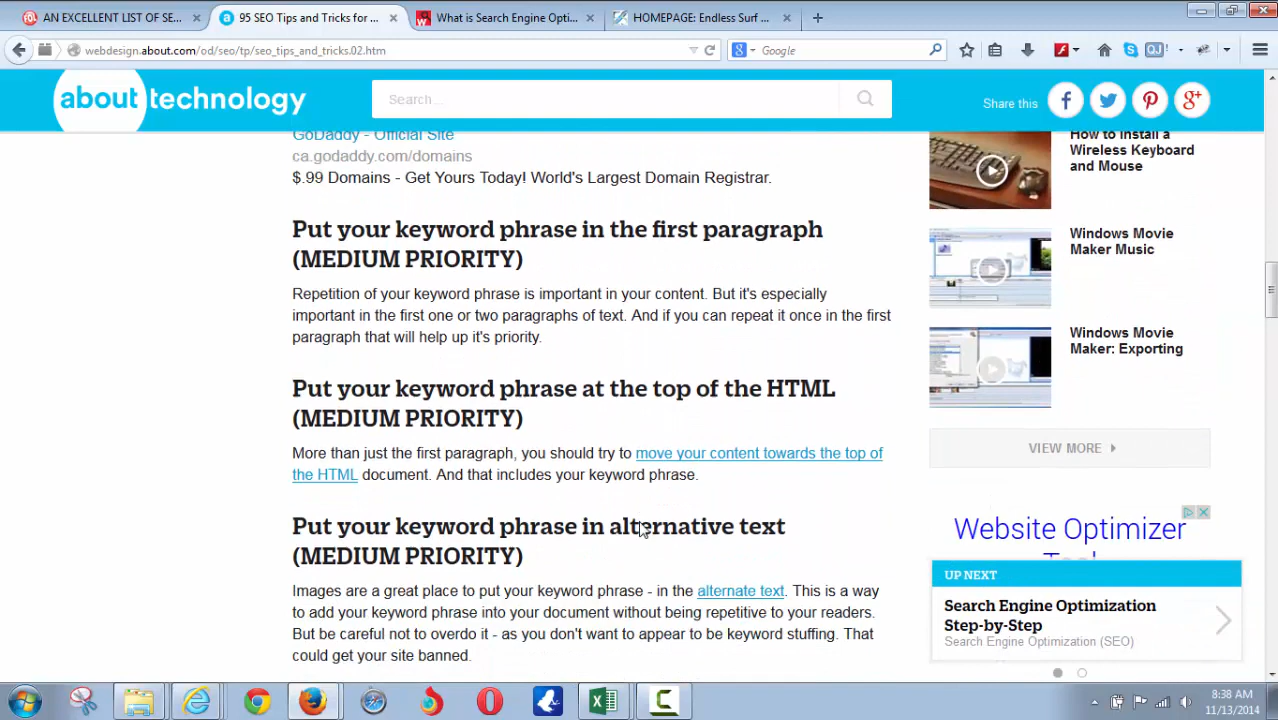 AN EXCELLENT LIST OF SE...
95 SEO Tips and Tricks for ...
What is Search Engine Opti...
HOMEPAGE: Endless Surf ...
webdesign.about.com/od/seo/tp/seo_tips_and_tricks.02.htm
Google
about technology
Search...
Share this
GoDaddy - Official Site
ca.godaddy.com/domains
$.99 Domains - Get Yours Today! World's Largest Domain Registrar.
Put your keyword phrase in the first paragraph
(MEDIUM PRIORITY)
Repetition of your keyword phrase is important in your content. But it's especially
important in the first one or two paragraphs of text. And if you can repeat it once in the first
paragraph that will help up it's priority.
Put your keyword phrase at the top of the HTML
(MEDIUM PRIORITY)
More than just the first paragraph, you should try to move your content towards the top of
the HTML document. And that includes your keyword phrase.
Put your keyword phrase in alternative text
(MEDIUM PRIORITY)
Images are a great place to put your keyword phrase - in the alternate text. This is a way
to add your keyword phrase into your document without being repetitive to your readers.
But be careful not to overdo it - as you don't want to appear to be keyword stuffing. That
could get your site banned.
How to Install a
Wireless Keyboard
and Mouse
Windows Movie
Maker Music
Windows Movie
Maker: Exporting
VIEW MORE
Website Optimizer
UP NEXT
Search Engine Optimization
Step-by-Step
Search Engine Optimization (SEO)
8:38 AM
11/13/2014